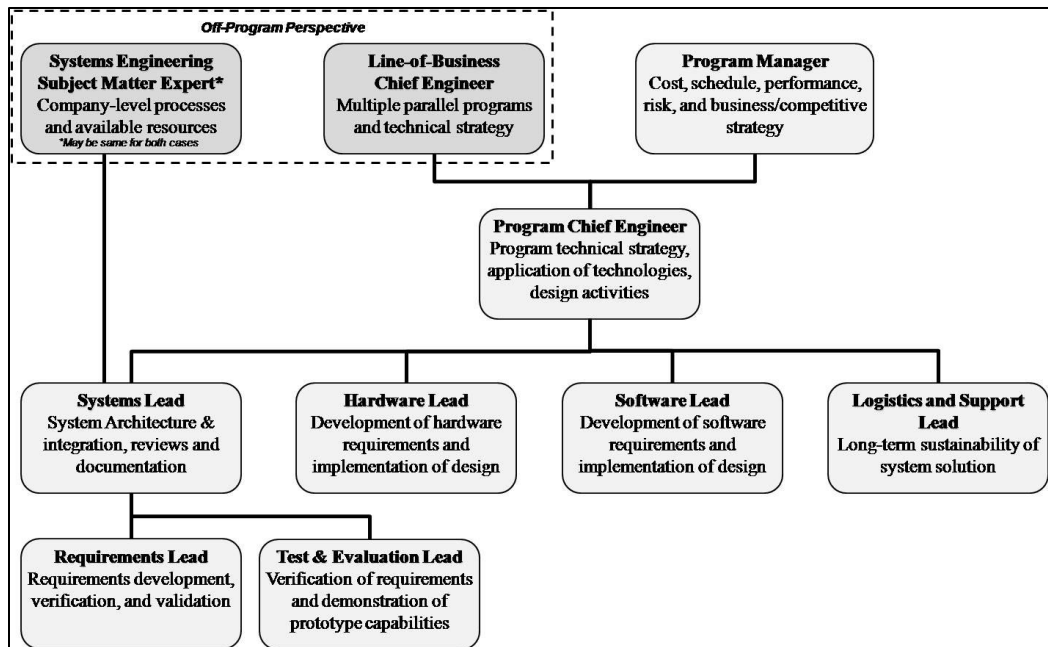 Off-Program Perspective
Systems Engineering
Subject Matter Expert*
Company-level processes
and available resources
*May be same for both cases
Line-of-Business
Chief Engineer
Multiple parallel programs
and technical strategy
Program Manager
Cost, schedule, performance,
risk, and business/competitive
strategy
Program Chief Engineer
Program technical strategy,
application of technologies,
design activities
Systems Lead
System Architecture &
integration, reviews and
documentation
Hardware Lead
Development of hardware
requirements and
implementation of design
Software Lead
Development of software
requirements and
implementation of design
Logistics and Support
Lead
Long-term sustainability of
system solution
Requirements Lead
Requirements development,
verification, and validation
Test & Evaluation Lead
Verification of requirements
and demonstration of
prototype capabilities